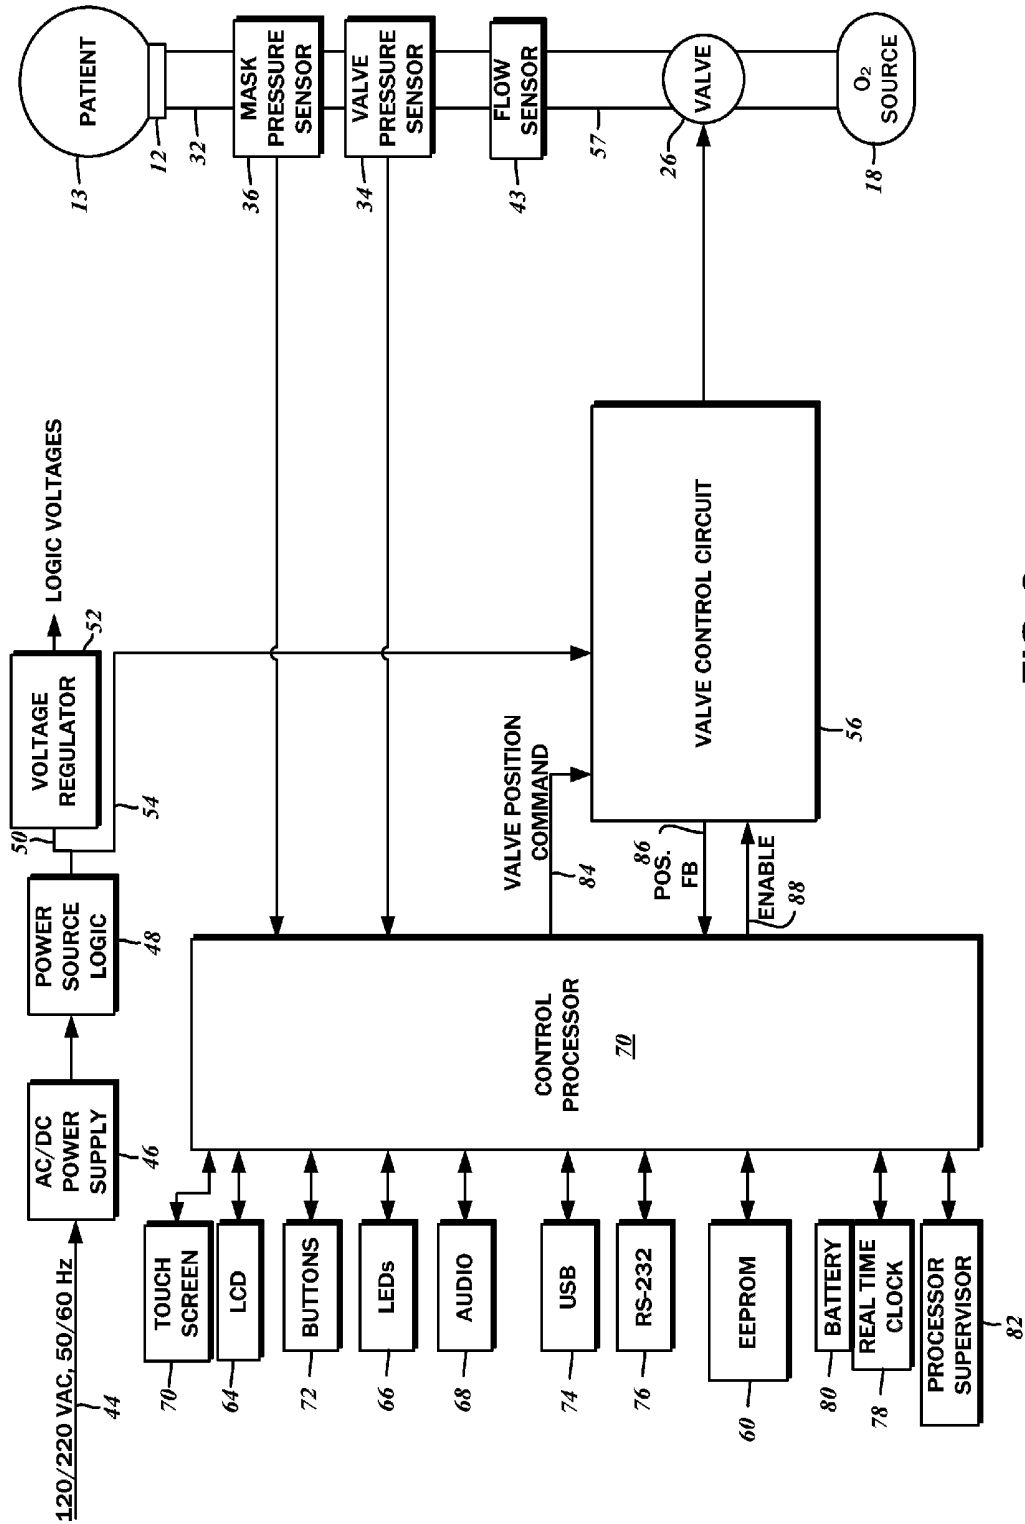 120/220 VAC, 50/60 Hz
44
AC/DC
POWER
SUPPLY
46
POWER
SOURCE
LOGIC
48
50
VOLTAGE
REGULATOR
52
LOGIC VOLTAGES
54
PATIENT
13
12
32
MASK
PRESSURE
SENSOR
36
VALVE
PRESSURE
SENSOR
34
FLOW
SENSOR
43
57
VALVE
26
O₂
SOURCE
18
TOUCH
SCREEN
70
LCD
64
BUTTONS
72
LEDs
66
AUDIO
68
USB
74
RS-232
76
EEPROM
60
BATTERY
80
REAL TIME
CLOCK
78
PROCESSOR
SUPERVISOR
82
CONTROL
PROCESSOR
70
VALVE POSITION
COMMAND
84
86
POS.
FB
ENABLE
88
VALVE CONTROL CIRCUIT
56